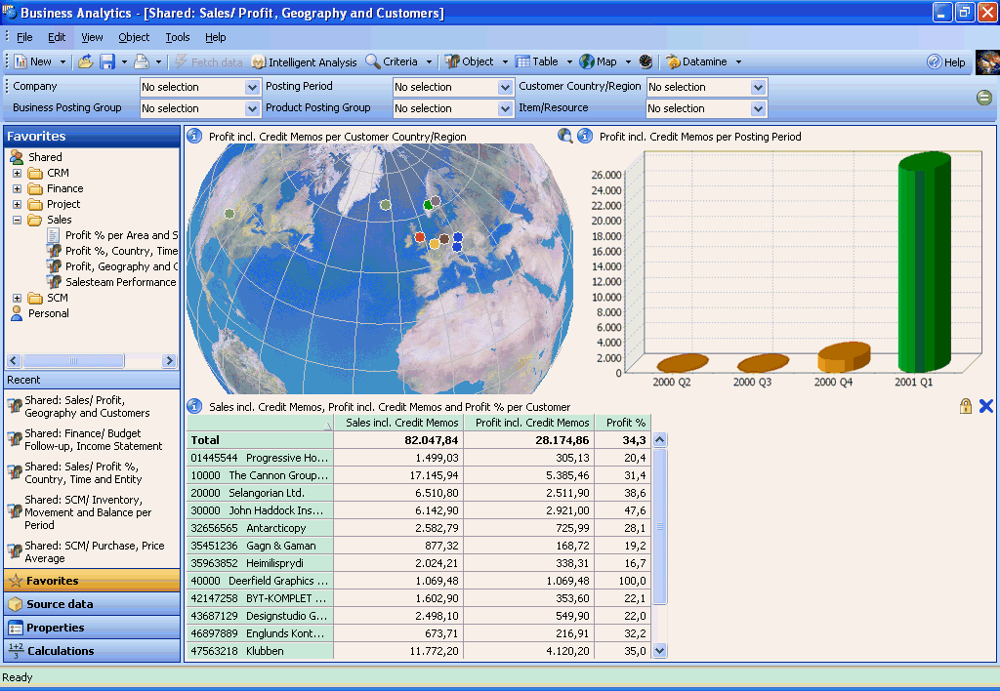 Business Analytics - [Shared: Sales/ Profit, Geography and Customers]
File Edit View Object Tools Help
New Fetch data Intelligent Analysis Criteria Object Table Map Datamine Help
Company No selection Posting Period No selection Customer Country/Region No selection
Business Posting Group No selection Product Posting Group No selection Item/Resource No selection
Favorites
Shared
CRM
Finance
Project
Sales
Profit % per Area and S
Profit %, Country, Time
Profit, Geography and C
Salesteam Performance
SCM
Personal
Recent
Shared: Sales/ Profit,
Geography and Customers
Shared: Finance/ Budget
Follow-up, Income Statement
Shared: Sales/ Profit %,
Country, Time and Entity
Shared: SCM/ Inventory,
Movement and Balance per
Period
Shared: SCM/ Purchase, Price
Average
Favorites
Source data
Properties
1+2
3
Calculations
Profit incl. Credit Memos per Customer Country/Region
Profit incl. Credit Memos per Posting Period
26.000
24.000
22.000
20.000
18.000
16.000
14.000
12.000
10.000
8.000
6.000
4.000
2.000
0
2000 Q2 2000 Q3 2000 Q4 2001 Q1
Sales incl. Credit Memos, Profit incl. Credit Memos and Profit % per Customer
Sales incl. Credit Memos Profit incl. Credit Memos Profit %
Total 82.047,84 28.174,86 34,3
01445544 Progressive Ho... 1.499,03 305,13 20,4
10000 The Cannon Group... 17.145,94 5.385,46 31,4
20000 Selangorian Ltd. 6.510,80 2.511,90 38,6
30000 John Haddock Ins... 6.142,90 2.921,00 47,6
32656565 Antarcticopy 2.582,79 725,99 28,1
35451236 Gagn & Gaman 877,32 168,72 19,2
35963852 Heimilisprydi 2.024,21 338,31 16,7
40000 Deerfield Graphics ... 1.069,48 1.069,48 100,0
42147258 BYT-KOMPLET ... 1.602,90 353,60 22,1
43687129 Designstudio G... 2.498,10 549,90 22,0
46897889 Englunds Kont... 673,71 216,91 32,2
47563218 Klubben 11.772,20 4.120,20 35,0
Ready